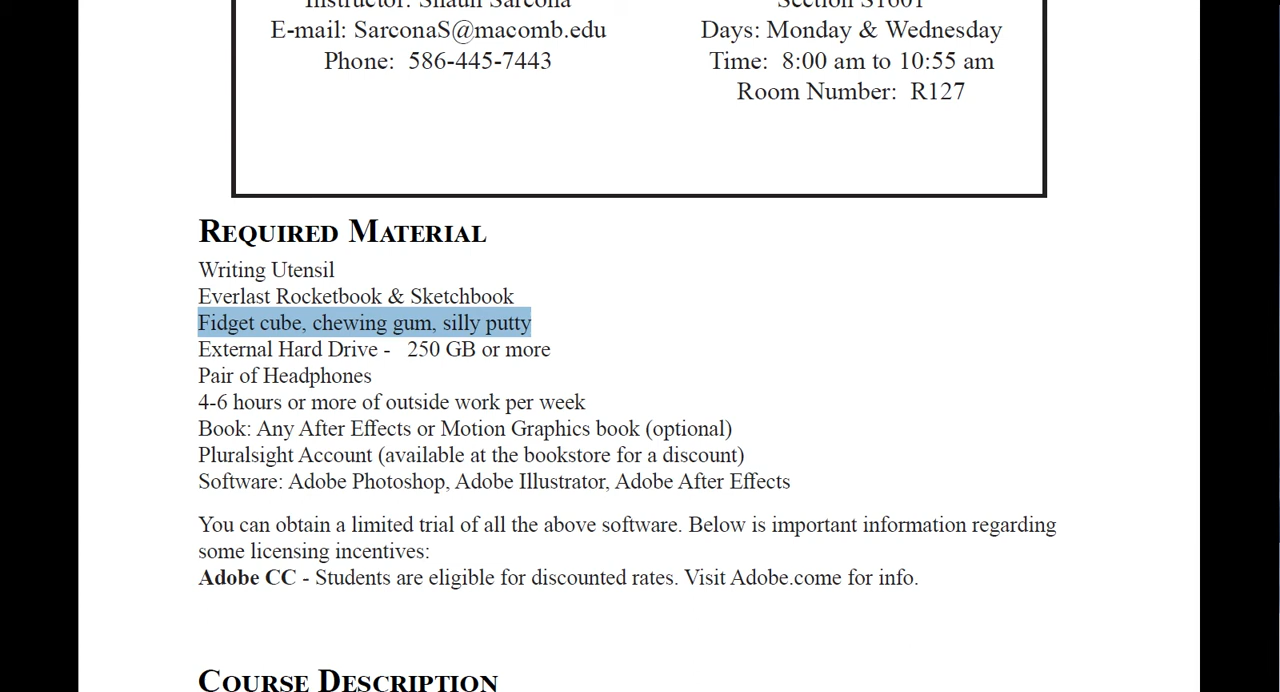 Instructor: Shaun Sarcona
E-mail: SarconaS@macomb.edu
Phone: 586-445-7443
Section S1601
Days: Monday & Wednesday
Time: 8:00 am to 10:55 am
Room Number: R127
REQUIRED MATERIAL
Writing Utensil
Everlast Rocketbook & Sketchbook
Fidget cube, chewing gum, silly putty
External Hard Drive - 250 GB or more
Pair of Headphones
4-6 hours or more of outside work per week
Book: Any After Effects or Motion Graphics book (optional)
Pluralsight Account (available at the bookstore for a discount)
Software: Adobe Photoshop, Adobe Illustrator, Adobe After Effects
You can obtain a limited trial of all the above software. Below is important information regarding
some licensing incentives:
Adobe CC - Students are eligible for discounted rates. Visit Adobe.come for info.
COURSE DESCRIPTION